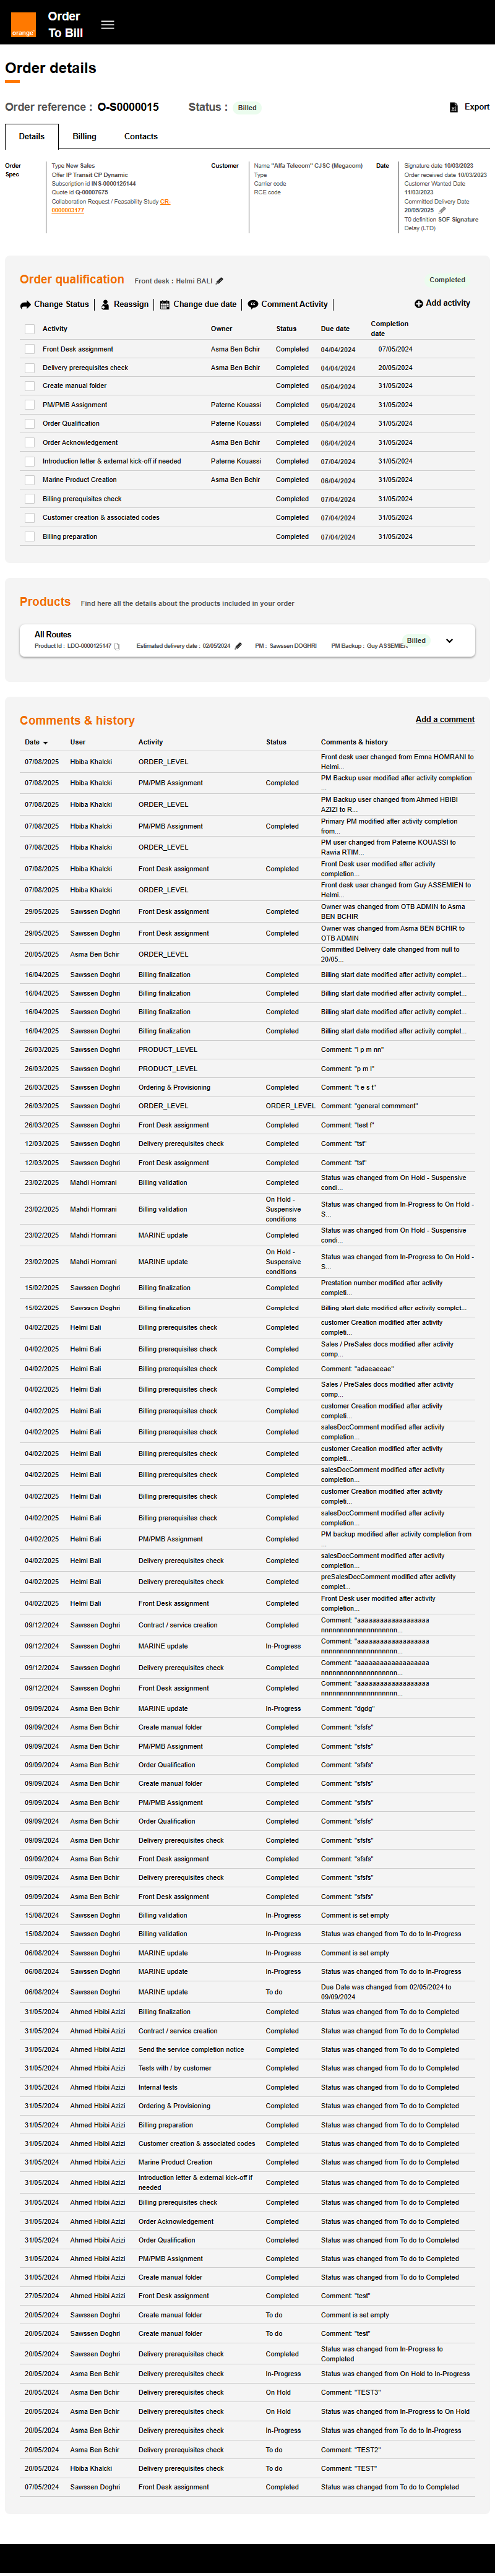 Order
To Bill
orange
Order details
Order reference : O-S0000015 Status : Billed Export
Details Billing Contacts
Order Spec
Type New Sales
Offer IP Transit CP Dynamic
Subscription id INS-0000125144
Quote id Q-00007675
Collaboration Request / Feasability Study CR-
0000003177
Customer
Name "Alfa Telecom" CJSC (Megacom)
Type
Carrier code
RCE code
Date
Signature date 10/03/2023
Order received date 10/03/2023
Customer Wanted Date
11/03/2023
Committed Delivery Date
20/05/2025
T0 definition SOF Signature
Delay (LTD)
Order qualification Front desk : Helmi BALI Completed
Change Status Reassign Change due date Comment Activity Add activity
Activity Owner Status Due date Completion date
Front Desk assignment Asma Ben Bchir Completed 04/04/2024 07/05/2024
Delivery prerequisites check Asma Ben Bchir Completed 04/04/2024 20/05/2024
Create manual folder Completed 05/04/2024 31/05/2024
PM/PMB Assignment Paterne Kouassi Completed 05/04/2024 31/05/2024
Order Qualification Paterne Kouassi Completed 05/04/2024 31/05/2024
Order Acknowledgement Asma Ben Bchir Completed 06/04/2024 31/05/2024
Introduction letter & external kick-off if needed Paterne Kouassi Completed 07/04/2024 31/05/2024
Marine Product Creation Asma Ben Bchir Completed 06/04/2024 31/05/2024
Billing prerequisites check Completed 07/04/2024 31/05/2024
Customer creation & associated codes Completed 07/04/2024 31/05/2024
Billing preparation Completed 07/04/2024 31/05/2024
Products Find here all the details about the products included in your order
All Routes
Product Id : LDO-0000125147 Estimated delivery date : 02/05/2024 PM : Sawssen DOGHRI PM Backup : Guy ASSEMIEN Billed
Comments & history Add a comment
Date User Activity Status Comments & history
07/08/2025 Hbiba Khalcki ORDER_LEVEL Front desk user changed from Emna HOMRANI to Helmi...
07/08/2025 Hbiba Khalcki PM/PMB Assignment Completed PM Backup user modified after activity completion ...
07/08/2025 Hbiba Khalcki ORDER_LEVEL PM Backup user changed from Ahmed HBIBI AZIZI to R...
07/08/2025 Hbiba Khalcki PM/PMB Assignment Completed Primary PM modified after activity completion from...
07/08/2025 Hbiba Khalcki ORDER_LEVEL PM user changed from Paterne KOUASSI to Rawia RTIM...
07/08/2025 Hbiba Khalcki Front Desk assignment Completed Front Desk user modified after activity completion...
07/08/2025 Hbiba Khalcki ORDER_LEVEL Front desk user changed from Guy ASSEMIEN to Helmi...
29/05/2025 Sawssen Doghri Front Desk assignment Completed Owner was changed from OTB ADMIN to Asma BEN BCHIR
29/05/2025 Sawssen Doghri Front Desk assignment Completed Owner was changed from Asma BEN BCHIR to OTB ADMIN
20/05/2025 Asma Ben Bchir ORDER_LEVEL Committed Delivery date changed from null to 20/05...
16/04/2025 Sawssen Doghri Billing finalization Completed Billing start date modified after activity complet...
16/04/2025 Sawssen Doghri Billing finalization Completed Billing start date modified after activity complet...
16/04/2025 Sawssen Doghri Billing finalization Completed Billing start date modified after activity complet...
16/04/2025 Sawssen Doghri Billing finalization Completed Billing start date modified after activity complet...
26/03/2025 Sawssen Doghri PRODUCT_LEVEL Comment: "l p m nn"
26/03/2025 Sawssen Doghri PRODUCT_LEVEL Comment: "p m l"
26/03/2025 Sawssen Doghri Ordering & Provisioning Completed Comment: "t e s t"
26/03/2025 Sawssen Doghri ORDER_LEVEL ORDER_LEVEL Comment: "general commment"
26/03/2025 Sawssen Doghri Front Desk assignment Completed Comment: "test f"
12/03/2025 Sawssen Doghri Delivery prerequisites check Completed Comment: "tst"
12/03/2025 Sawssen Doghri Front Desk assignment Completed Comment: "tst"
23/02/2025 Mahdi Homrani Billing validation Completed Status was changed from On Hold - Suspensive condi...
23/02/2025 Mahdi Homrani Billing validation On Hold - Suspensive conditions Status was changed from In-Progress to On Hold - S...
23/02/2025 Mahdi Homrani MARINE update Completed Status was changed from On Hold - Suspensive condi...
23/02/2025 Mahdi Homrani MARINE update On Hold - Suspensive conditions Status was changed from In-Progress to On Hold - S...
15/02/2025 Sawssen Doghri Billing finalization Completed Prestation number modified after activity completi...
15/02/2025 Sawssen Doghri Billing finalization Completed Billing start date modified after activity complet...
04/02/2025 Helmi Bali Billing prerequisites check Completed customer Creation modified after activity completi...
04/02/2025 Helmi Bali Billing prerequisites check Completed Sales / PreSales docs modified after activity comp...
04/02/2025 Helmi Bali Billing prerequisites check Completed Comment: "adaeaeeae"
04/02/2025 Helmi Bali Billing prerequisites check Completed Sales / PreSales docs modified after activity comp...
04/02/2025 Helmi Bali Billing prerequisites check Completed customer Creation modified after activity completi...
04/02/2025 Helmi Bali Billing prerequisites check Completed salesDocComment modified after activity completion...
04/02/2025 Helmi Bali Billing prerequisites check Completed customer Creation modified after activity completi...
04/02/2025 Helmi Bali Billing prerequisites check Completed salesDocComment modified after activity completion...
04/02/2025 Helmi Bali Billing prerequisites check Completed customer Creation modified after activity completi...
04/02/2025 Helmi Bali Billing prerequisites check Completed salesDocComment modified after activity completion...
04/02/2025 Helmi Bali PM/PMB Assignment Completed PM backup modified after activity completion from ...
04/02/2025 Helmi Bali Delivery prerequisites check Completed salesDocComment modified after activity completion...
04/02/2025 Helmi Bali Delivery prerequisites check Completed preSalesDocComment modified after activity complet...
04/02/2025 Helmi Bali Front Desk assignment Completed Front Desk user modified after activity completion...
09/12/2024 Sawssen Doghri Contract / service creation Completed Comment: "aaaaaaaaaaaaaaaaaaa nnnnnnnnnnnnnnnnnnnn...
09/12/2024 Sawssen Doghri MARINE update In-Progress Comment: "aaaaaaaaaaaaaaaaaaa nnnnnnnnnnnnnnnnnnnn...
09/12/2024 Sawssen Doghri Delivery prerequisites check Completed Comment: "aaaaaaaaaaaaaaaaaaa nnnnnnnnnnnnnnnnnnnn...
09/12/2024 Sawssen Doghri Front Desk assignment Completed Comment: "aaaaaaaaaaaaaaaaaaa nnnnnnnnnnnnnnnnnnnn...
09/09/2024 Asma Ben Bchir MARINE update In-Progress Comment: "dgdg"
09/09/2024 Asma Ben Bchir Create manual folder Completed Comment: "sfsfs"
09/09/2024 Asma Ben Bchir PM/PMB Assignment Completed Comment: "sfsfs"
09/09/2024 Asma Ben Bchir Order Qualification Completed Comment: "sfsfs"
09/09/2024 Asma Ben Bchir Create manual folder Completed Comment: "sfsfs"
09/09/2024 Asma Ben Bchir PM/PMB Assignment Completed Comment: "sfsfs"
09/09/2024 Asma Ben Bchir Order Qualification Completed Comment: "sfsfs"
09/09/2024 Asma Ben Bchir Delivery prerequisites check Completed Comment: "sfsfs"
09/09/2024 Asma Ben Bchir Front Desk assignment Completed Comment: "sfsfs"
09/09/2024 Asma Ben Bchir Delivery prerequisites check Completed Comment: "sfsfs"
09/09/2024 Asma Ben Bchir Front Desk assignment Completed Comment: "sfsfs"
15/08/2024 Sawssen Doghri Billing validation In-Progress Comment is set empty
15/08/2024 Sawssen Doghri Billing validation In-Progress Status was changed from To do to In-Progress
06/08/2024 Sawssen Doghri MARINE update In-Progress Comment is set empty
06/08/2024 Sawssen Doghri MARINE update In-Progress Status was changed from To do to In-Progress
06/08/2024 Sawssen Doghri MARINE update To do Due Date was changed from 02/05/2024 to 09/09/2024
31/05/2024 Ahmed Hbibi Azizi Billing finalization Completed Status was changed from To do to Completed
31/05/2024 Ahmed Hbibi Azizi Contract / service creation Completed Status was changed from To do to Completed
31/05/2024 Ahmed Hbibi Azizi Send the service completion notice Completed Status was changed from To do to Completed
31/05/2024 Ahmed Hbibi Azizi Tests with / by customer Completed Status was changed from To do to Completed
31/05/2024 Ahmed Hbibi Azizi Internal tests Completed Status was changed from To do to Completed
31/05/2024 Ahmed Hbibi Azizi Ordering & Provisioning Completed Status was changed from To do to Completed
31/05/2024 Ahmed Hbibi Azizi Billing preparation Completed Status was changed from To do to Completed
31/05/2024 Ahmed Hbibi Azizi Customer creation & associated codes Completed Status was changed from To do to Completed
31/05/2024 Ahmed Hbibi Azizi Marine Product Creation Completed Status was changed from To do to Completed
31/05/2024 Ahmed Hbibi Azizi Introduction letter & external kick-off if needed Completed Status was changed from To do to Completed
31/05/2024 Ahmed Hbibi Azizi Billing prerequisites check Completed Status was changed from To do to Completed
31/05/2024 Ahmed Hbibi Azizi Order Acknowledgement Completed Status was changed from To do to Completed
31/05/2024 Ahmed Hbibi Azizi Order Qualification Completed Status was changed from To do to Completed
31/05/2024 Ahmed Hbibi Azizi PM/PMB Assignment Completed Status was changed from To do to Completed
31/05/2024 Ahmed Hbibi Azizi Create manual folder Completed Status was changed from To do to Completed
27/05/2024 Ahmed Hbibi Azizi Front Desk assignment Completed Comment: "test"
20/05/2024 Sawssen Doghri Create manual folder To do Comment is set empty
20/05/2024 Sawssen Doghri Create manual folder To do Comment: "test"
20/05/2024 Sawssen Doghri Delivery prerequisites check Completed Status was changed from In-Progress to Completed
20/05/2024 Asma Ben Bchir Delivery prerequisites check In-Progress Status was changed from On Hold to In-Progress
20/05/2024 Asma Ben Bchir Delivery prerequisites check On Hold Comment: "TEST3"
20/05/2024 Asma Ben Bchir Delivery prerequisites check On Hold Status was changed from In-Progress to On Hold
20/05/2024 Asma Ben Bchir Delivery prerequisites check In-Progress Status was changed from To do to In-Progress
20/05/2024 Asma Ben Bchir Delivery prerequisites check To do Comment: "TEST2"
20/05/2024 Hbiba Khalcki Delivery prerequisites check To do Comment: "TEST"
07/05/2024 Sawssen Doghri Front Desk assignment Completed Status was changed from To do to Completed